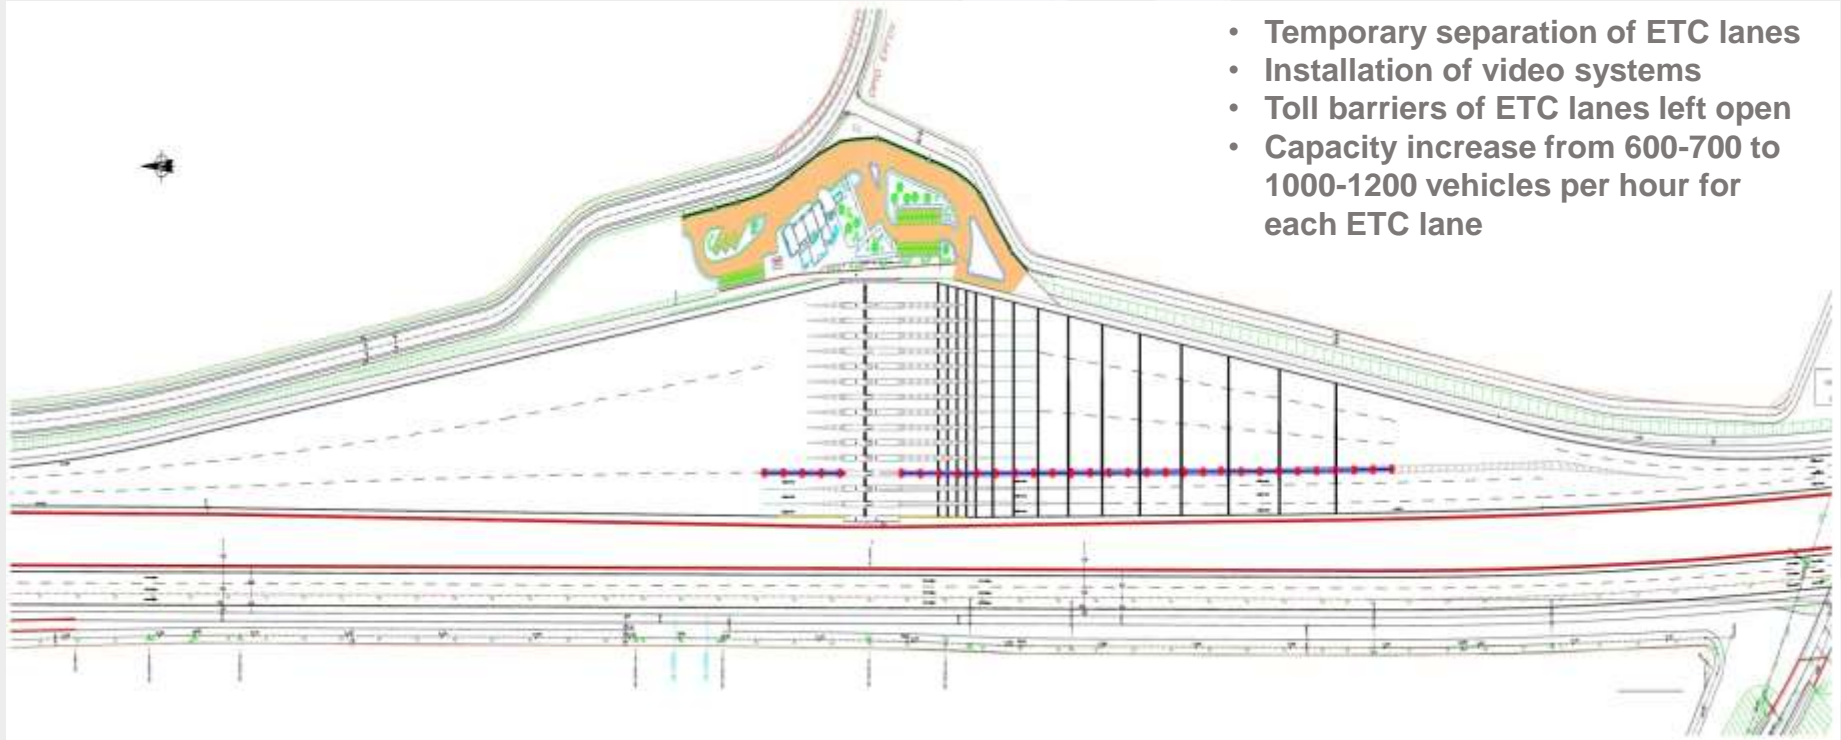 • Temporary separation of ETC lanes
• Installation of video systems
• Toll barriers of ETC lanes left open
• Capacity increase from 600-700 to
1000-1200 vehicles per hour for
each ETC lane